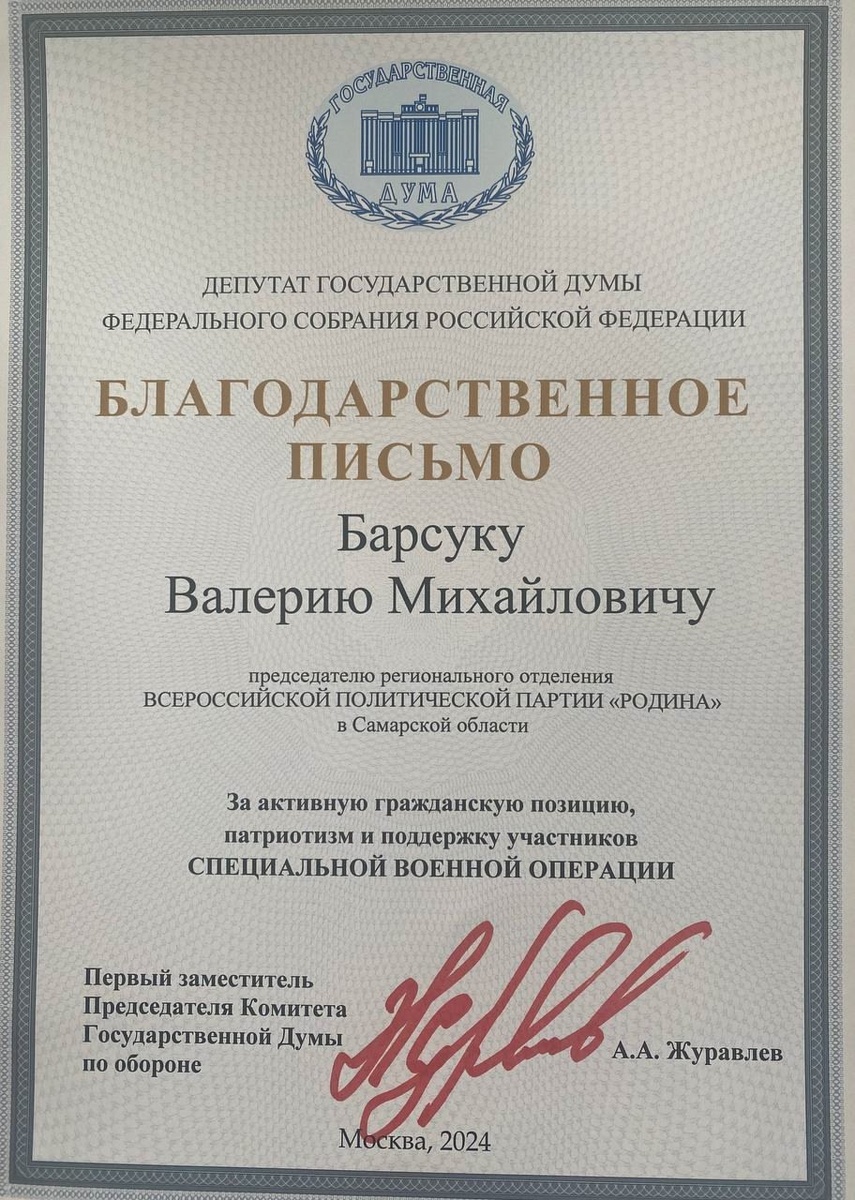 ГОСУДАРСТВЕННАЯ
ДУМА
ДЕПУТАТ ГОСУДАРСТВЕННОЙ ДУМЫ
ФЕДЕРАЛЬНОГО СОБРАНИЯ РОССИЙСКОЙ ФЕДЕРАЦИИ
БЛАГОДАРСТВЕННОЕ
ПИСЬМО
Барсуку
Валерию Михайловичу
председателю регионального отделения
ВСЕРОССИЙСКОЙ ПОЛИТИЧЕСКОЙ ПАРТИИ «РОДИНА»
в Самарской области
За активную гражданскую позицию,
патриотизм и поддержку участников
СПЕЦИАЛЬНОЙ ВОЕННОЙ ОПЕРАЦИИ
Первый заместитель
Председателя Комитета
Государственной Думы
по обороне
А.А. Журавлев
Москва, 2024